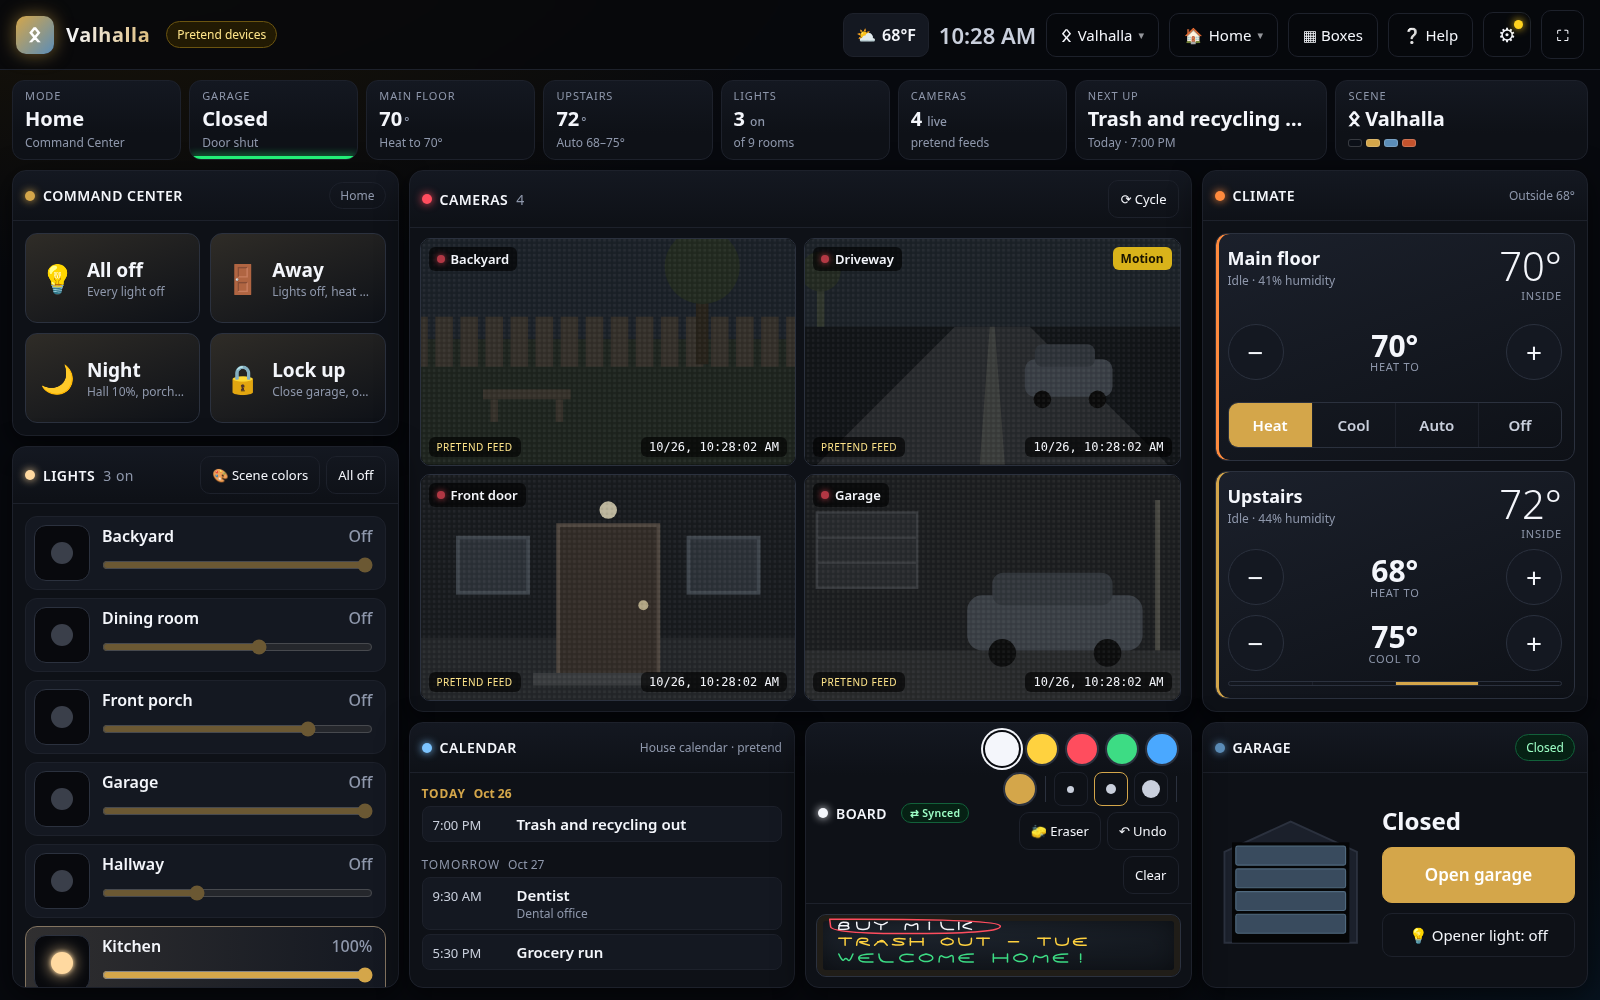 Valhalla
Pretend devices
68°F
10:28 AM
Valhalla
Home
Boxes
Help
MODE
Home
Command Center
GARAGE
Closed
Door shut
MAIN FLOOR
70°
Heat to 70°
UPSTAIRS
72°
Auto 68–75°
LIGHTS
3 on
of 9 rooms
CAMERAS
4 live
pretend feeds
NEXT UP
Trash and recycling ...
Today · 7:00 PM
SCENE
Valhalla
COMMAND CENTER
Home
All off
Every light off
Away
Lights off, heat ...
Night
Hall 10%, porch...
Lock up
Close garage, o...
LIGHTS 3 on
Scene colors
All off
Backyard Off
Dining room Off
Front porch Off
Garage Off
Hallway Off
Kitchen 100%
CAMERAS 4
Cycle
Backyard
PRETEND FEED
10/26, 10:28:02 AM
Driveway
Motion
PRETEND FEED
10/26, 10:28:02 AM
Front door
PRETEND FEED
10/26, 10:28:02 AM
Garage
PRETEND FEED
10/26, 10:28:02 AM
CALENDAR
House calendar · pretend
TODAY Oct 26
7:00 PM Trash and recycling out
TOMORROW Oct 27
9:30 AM Dentist
Dental office
5:30 PM Grocery run
BOARD
Synced
Eraser
Undo
Clear
BUY MILK
TRASH OUT – TUE
WELCOME HOME!
CLIMATE
Outside 68°
Main floor
Idle · 41% humidity
70°
INSIDE
− 70° +
HEAT TO
Heat Cool Auto Off
Upstairs
Idle · 44% humidity
72°
INSIDE
− 68° +
HEAT TO
− 75° +
COOL TO
GARAGE
Closed
Closed
Open garage
Opener light: off